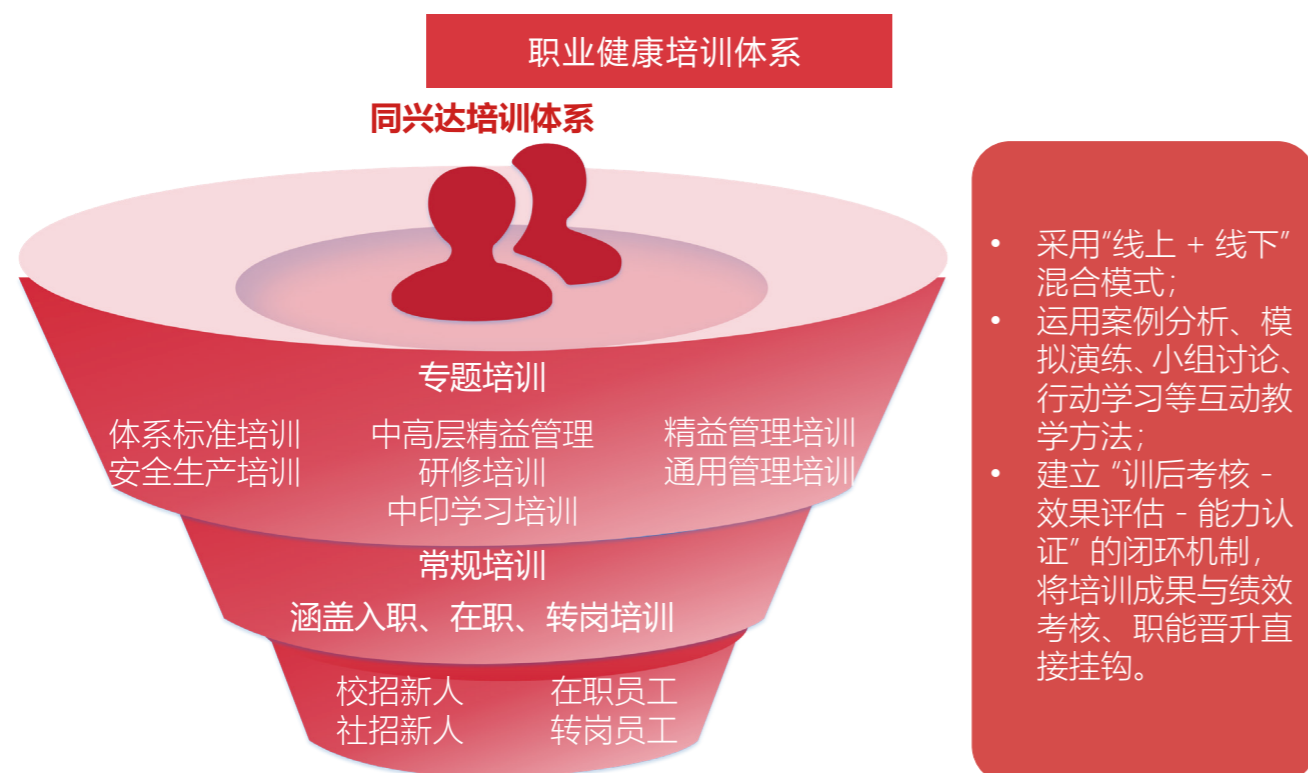 职业健康培训体系
同兴达培训体系
专题培训
体系标准培训
安全生产培训
中高层精益管理
研修培训
中印学习培训
精益管理培训
通用管理培训
常规培训
涵盖入职、在职、转岗培训
校招新人
社招新人
在职员工
转岗员工
• 采用“线上 + 线下”
混合模式；
• 运用案例分析、模
拟演练、小组讨论、
行动学习等互动教
学方法；
• 建立 “训后考核 -
效果评估 - 能力认
证” 的闭环机制，
将培训成果与绩效
考核、职能晋升直
接挂钩。